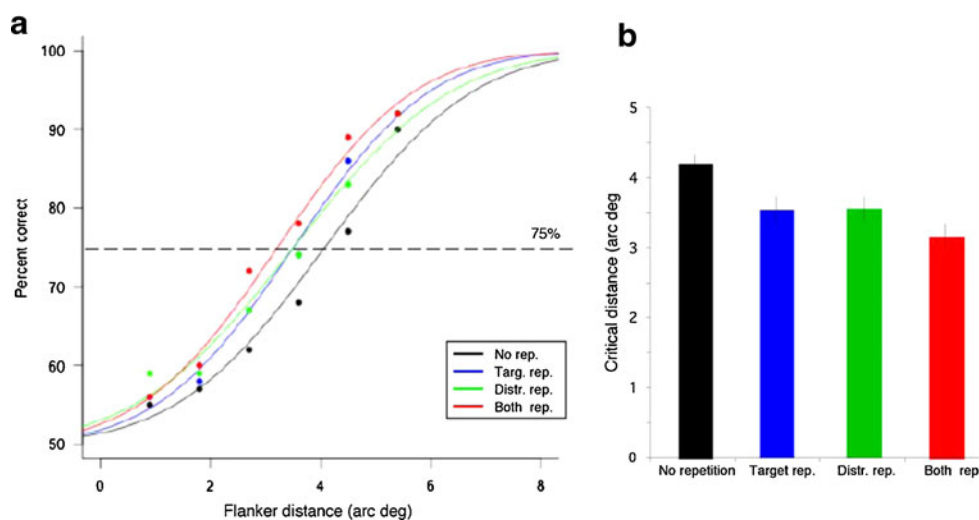 a
100
90
80
70
60
50
Percent correct
75%
No rep.
Targ. rep.
Distr. rep.
Both rep.
0 2 4 6 8
Flanker distance (arc deg)
b
5
4
3
2
1
0
Critical distance (arc deg)
No repetition Target rep. Distr. rep. Both rep